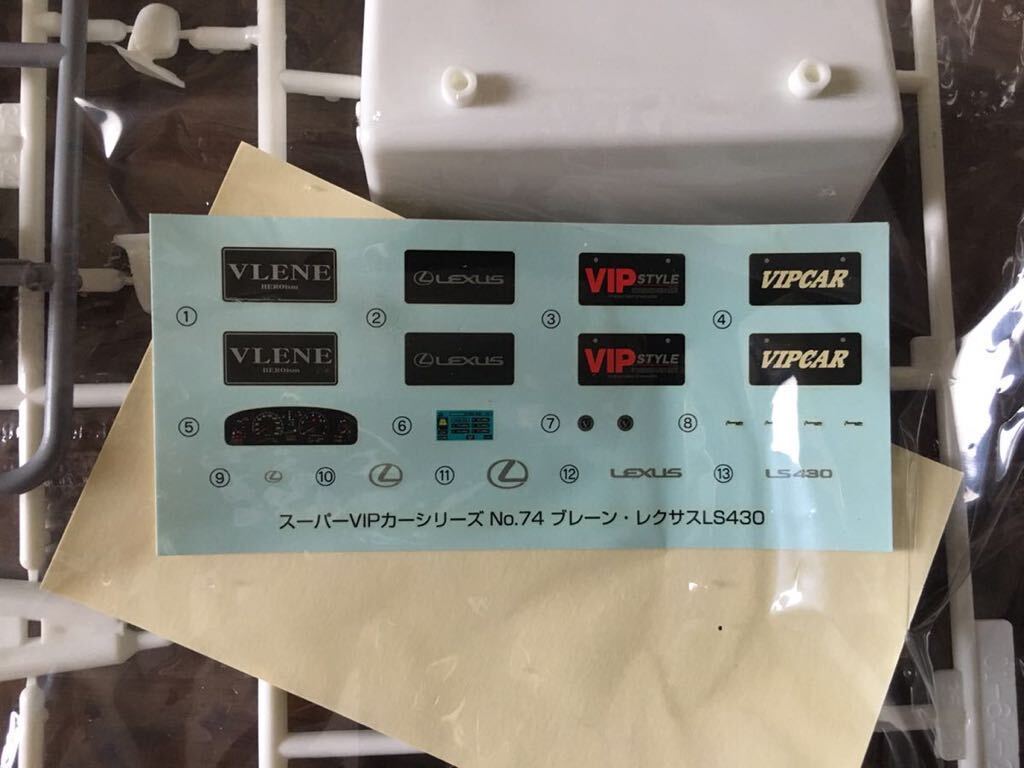 VLENE
HEROism
LEXUS
VIP STYLE
VIPCAR
① ② ③ ④
VLENE
HEROism
LEXUS
VIP STYLE
VIPCAR
⑤ ⑥ ⑦ ⑧
⑨ ⑩ ⑪ ⑫ LEXUS ⑬ LS430
スーパーVIPカーシリーズ No.74 ブレーン・レクサスLS430